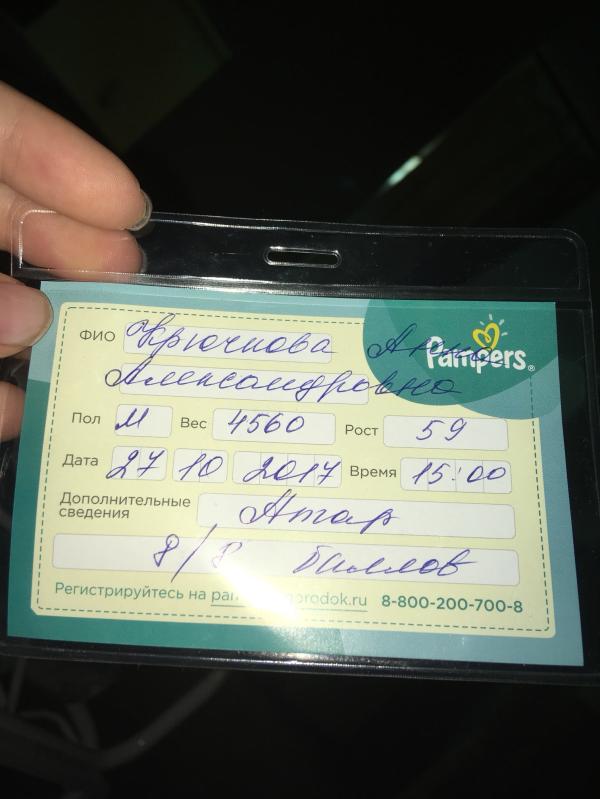 ФИО Крючкова
Pampers
Александровна
Пол М Вес 4560 Рост 59
Дата 27 10 2017 Время 15:00
Дополнительные сведения Апгар
8/8 баллов
Регистрируйтесь на 8-800-200-700-8